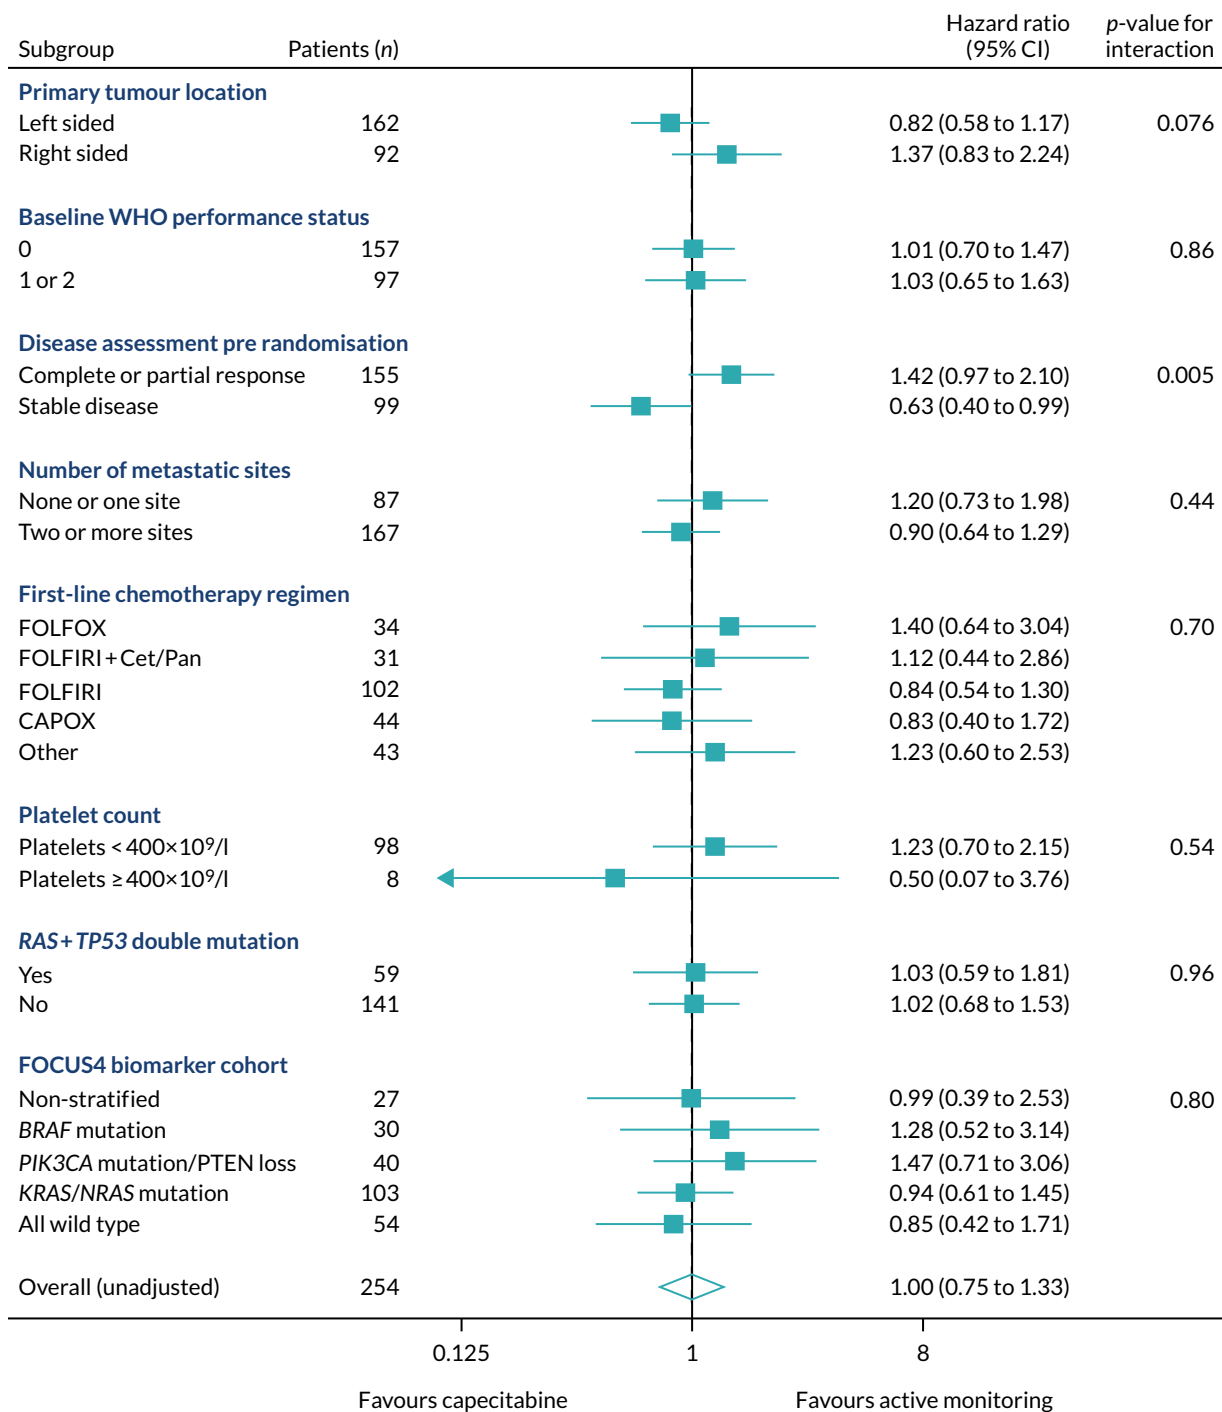 Subgroup Patients (n) Hazard ratio (95% CI) p-value for interaction
Primary tumour location
Left sided 162 0.82 (0.58 to 1.17) 0.076
Right sided 92 1.37 (0.83 to 2.24)
Baseline WHO performance status
0 157 1.01 (0.70 to 1.47) 0.86
1 or 2 97 1.03 (0.65 to 1.63)
Disease assessment pre randomisation
Complete or partial response 155 1.42 (0.97 to 2.10) 0.005
Stable disease 99 0.63 (0.40 to 0.99)
Number of metastatic sites
None or one site 87 1.20 (0.73 to 1.98) 0.44
Two or more sites 167 0.90 (0.64 to 1.29)
First-line chemotherapy regimen
FOLFOX 34 1.40 (0.64 to 3.04) 0.70
FOLFIRI + Cet/Pan 31 1.12 (0.44 to 2.86)
FOLFIRI 102 0.84 (0.54 to 1.30)
CAPOX 44 0.83 (0.40 to 1.72)
Other 43 1.23 (0.60 to 2.53)
Platelet count
Platelets < 400×10⁹/l 98 1.23 (0.70 to 2.15) 0.54
Platelets ≥ 400×10⁹/l 8 0.50 (0.07 to 3.76)
RAS + TP53 double mutation
Yes 59 1.03 (0.59 to 1.81) 0.96
No 141 1.02 (0.68 to 1.53)
FOCUS4 biomarker cohort
Non-stratified 27 0.99 (0.39 to 2.53) 0.80
BRAF mutation 30 1.28 (0.52 to 3.14)
PIK3CA mutation/PTEN loss 40 1.47 (0.71 to 3.06)
KRAS/NRAS mutation 103 0.94 (0.61 to 1.45)
All wild type 54 0.85 (0.42 to 1.71)
Overall (unadjusted) 254 1.00 (0.75 to 1.33)
0.125 1 8
Favours capecitabine Favours active monitoring